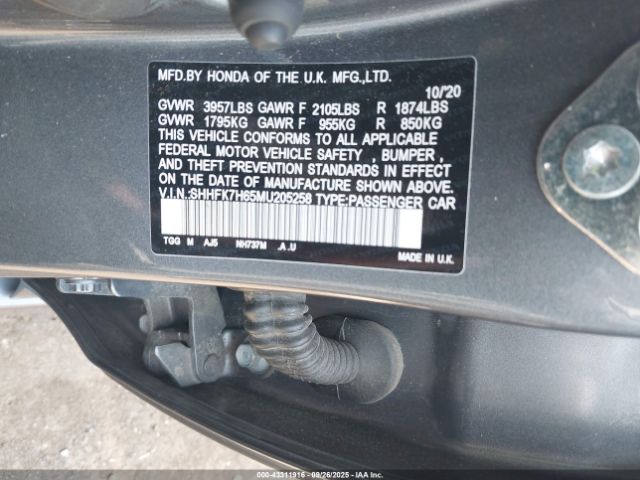 MFD.BY HONDA OF THE U.K. MFG.,LTD.
10/'20
GVWR 3957LBS GAWR F 2105LBS R 1874LBS
GVWR 1795KG GAWR F 955KG R 850KG
THIS VEHICLE CONFORMS TO ALL APPLICABLE
FEDERAL MOTOR VEHICLE SAFETY , BUMPER ,
AND THEFT PREVENTION STANDARDS IN EFFECT
ON THE DATE OF MANUFACTURE SHOWN ABOVE.
V.I.N.:SHHFK7H65MU205258 TYPE:PASSENGER CAR
TGG M AJ5 NH737M .A .U
MADE IN U.K.
000-43311916 - 09/26/2025 - IAAI.COM